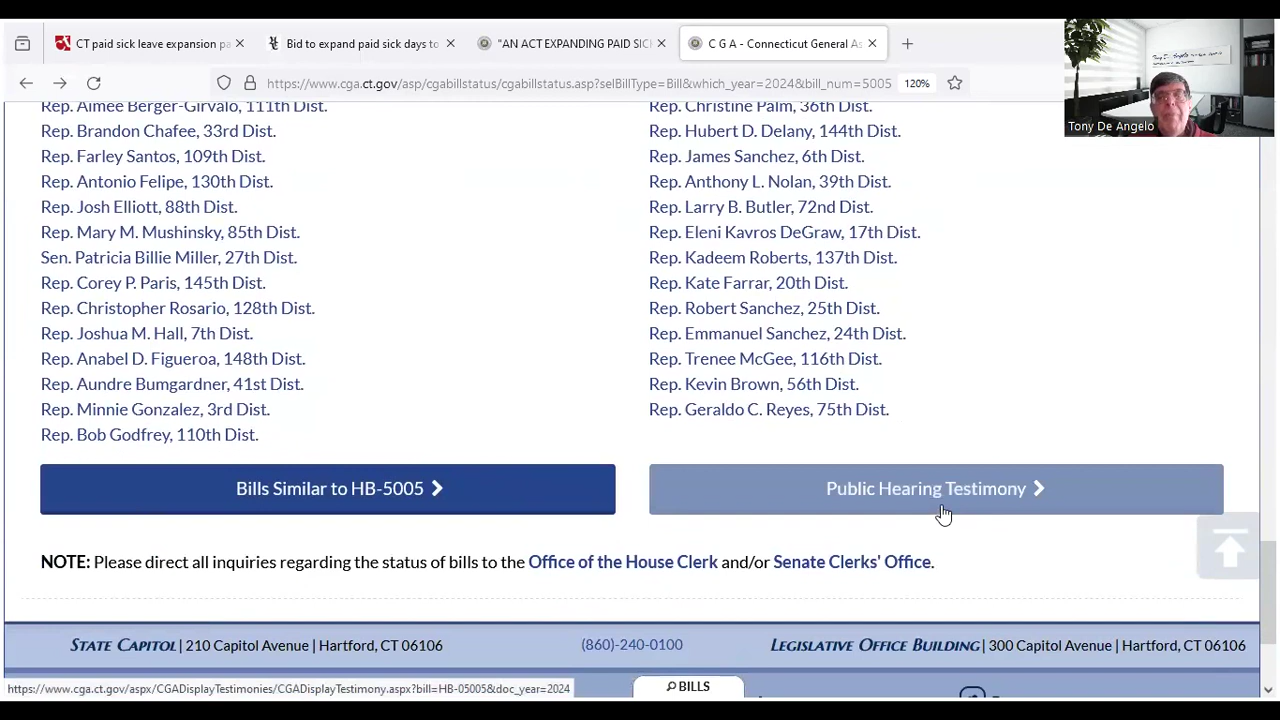 CT paid sick leave expansion pa
Bid to expand paid sick days to
"AN ACT EXPANDING PAID SIC
C G A - Connecticut General As
https://www.cga.ct.gov/asp/cgabillstatus/cgabillstatus.asp?selBillType=Bill&which_year=2024&bill_num=5005
120%
Tony De Angelo
Rep. Aimee Berger-Girvalo, 111th Dist.
Rep. Brandon Chafee, 33rd Dist.
Rep. Farley Santos, 109th Dist.
Rep. Antonio Felipe, 130th Dist.
Rep. Josh Elliott, 88th Dist.
Rep. Mary M. Mushinsky, 85th Dist.
Sen. Patricia Billie Miller, 27th Dist.
Rep. Corey P. Paris, 145th Dist.
Rep. Christopher Rosario, 128th Dist.
Rep. Joshua M. Hall, 7th Dist.
Rep. Anabel D. Figueroa, 148th Dist.
Rep. Aundre Bumgardner, 41st Dist.
Rep. Minnie Gonzalez, 3rd Dist.
Rep. Bob Godfrey, 110th Dist.
Rep. Christine Palm, 36th Dist.
Rep. Hubert D. Delany, 144th Dist.
Rep. James Sanchez, 6th Dist.
Rep. Anthony L. Nolan, 39th Dist.
Rep. Larry B. Butler, 72nd Dist.
Rep. Eleni Kavros DeGraw, 17th Dist.
Rep. Kadeem Roberts, 137th Dist.
Rep. Kate Farrar, 20th Dist.
Rep. Robert Sanchez, 25th Dist.
Rep. Emmanuel Sanchez, 24th Dist.
Rep. Trenee McGee, 116th Dist.
Rep. Kevin Brown, 56th Dist.
Rep. Geraldo C. Reyes, 75th Dist.
Bills Similar to HB-5005
Public Hearing Testimony
NOTE: Please direct all inquiries regarding the status of bills to the Office of the House Clerk and/or Senate Clerks' Office.
STATE CAPITOL | 210 Capitol Avenue | Hartford, CT 06106
(860)-240-0100
LEGISLATIVE OFFICE BUILDING | 300 Capitol Avenue | Hartford, CT 06106
https://www.cga.ct.gov/aspx/CGADisplayTestimonies/CGADisplayTestimony.aspx?bill=HB-05005&doc_year=2024
BILLS